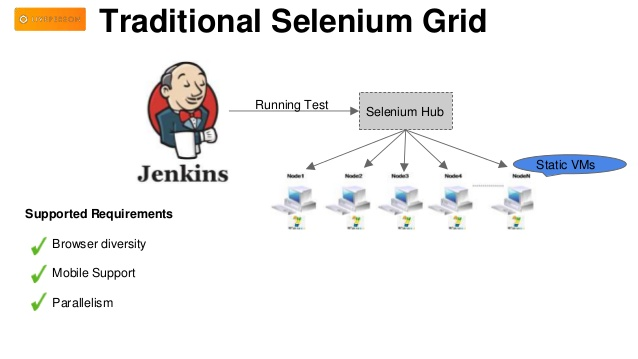 Traditional Selenium Grid
Running Test
Selenium Hub
Jenkins
Static VMs
Node1
Node2
Node3
Node4
NodeN
Supported Requirements
Browser diversity
Mobile Support
Parallelism